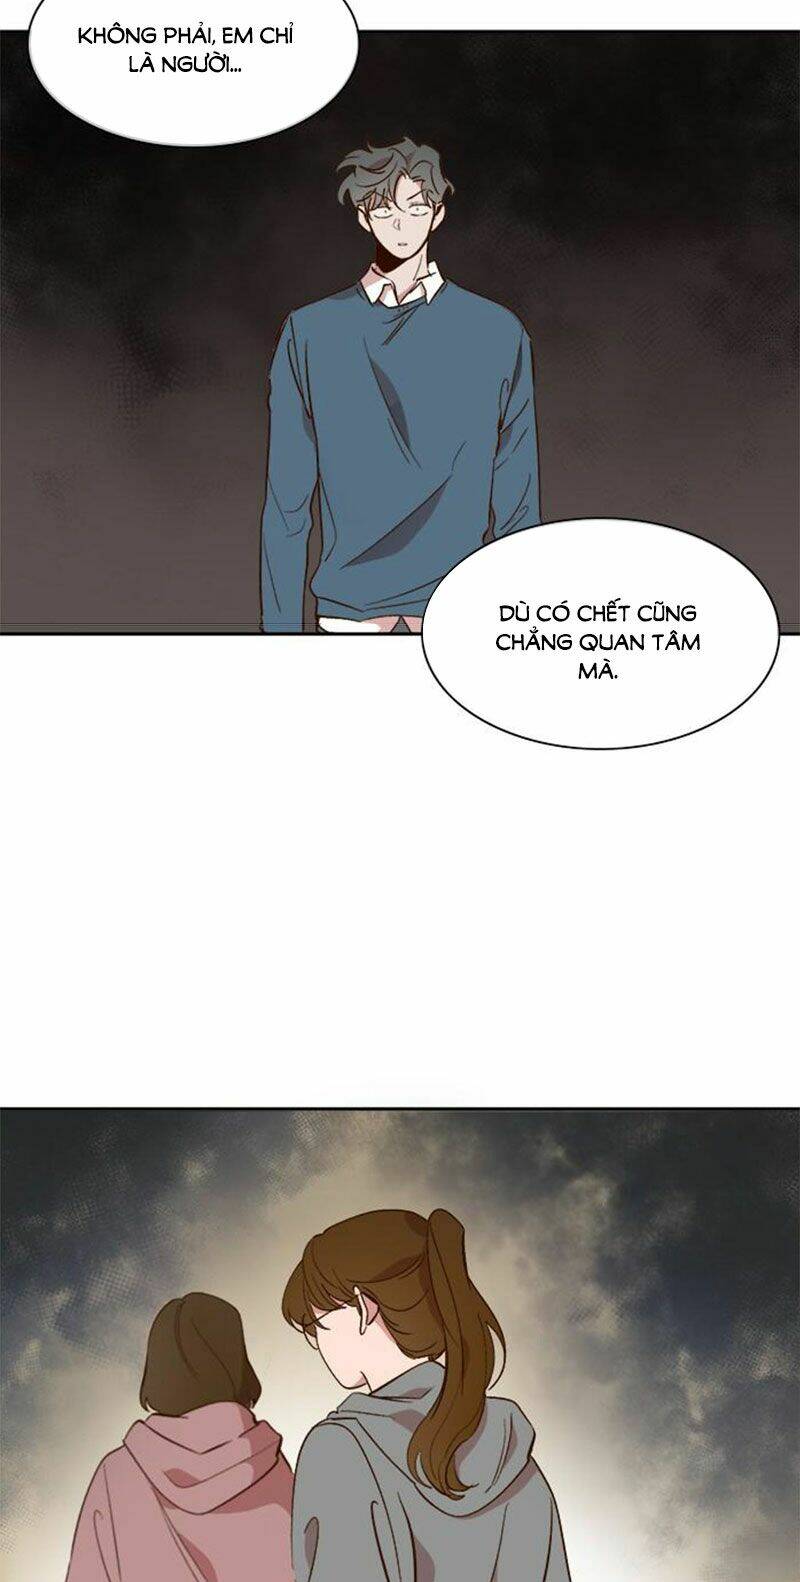 KHÔNG PHẢI, EM CHỈ
LÀ NGƯỜI...
DÙ CÓ CHẾT CŨNG
CHẲNG QUAN TÂM
MÀ.